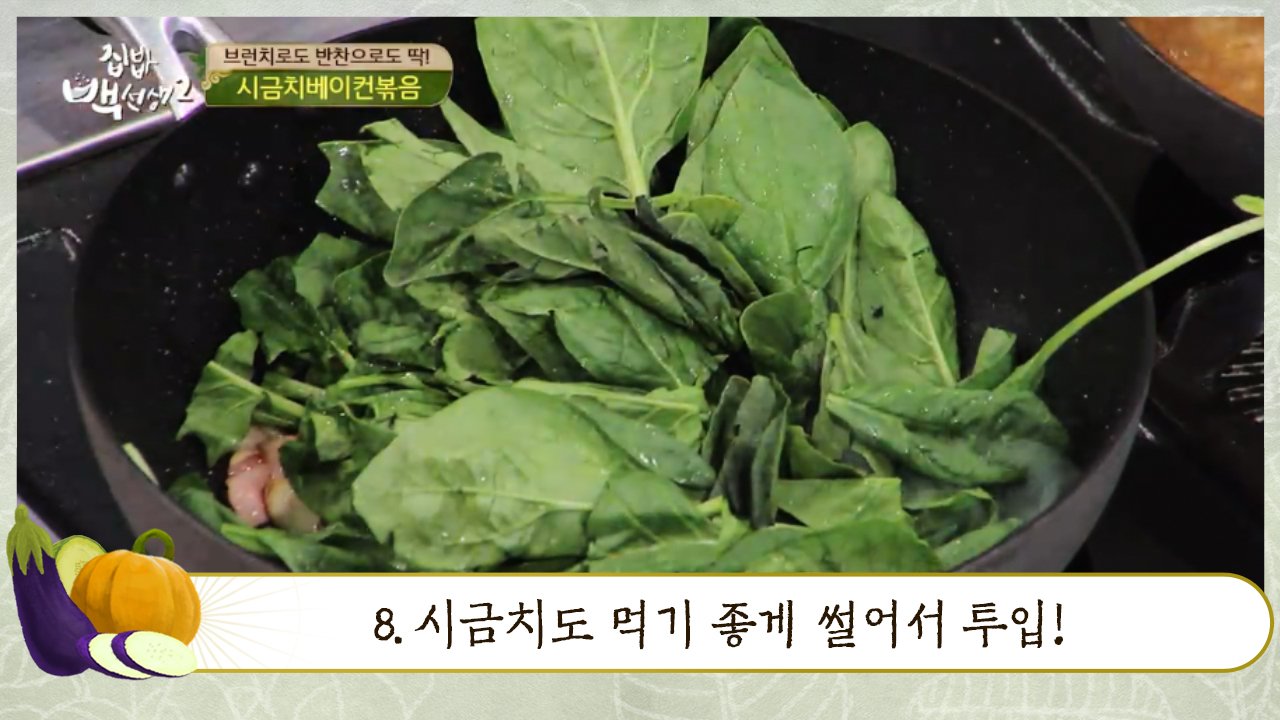 집밥
백선생2
브런치로도 반찬으로도 딱!
시금치베이컨볶음
8. 시금치도 먹기 좋게 썰어서 투입!